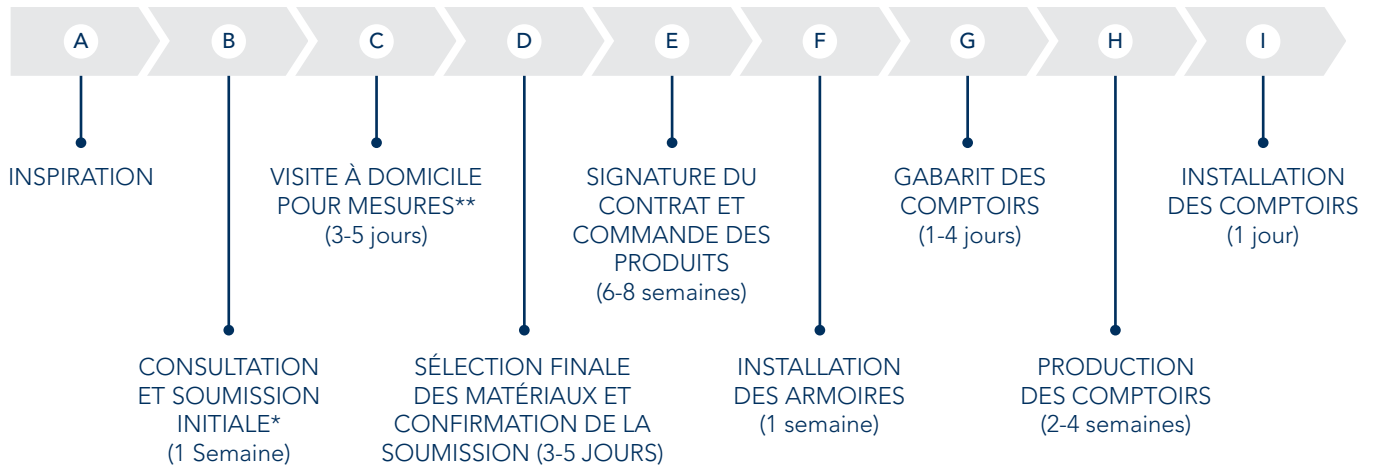 A
B
C
D
E
F
G
H
I
INSPIRATION
CONSULTATION
ET SOUMISSION
INITIALE*
(1 Semaine)
VISITE À DOMICILE
POUR MESURES**
(3-5 jours)
SÉLECTION FINALE
DES MATÉRIAUX ET
CONFIRMATION DE LA
SOUMISSION (3-5 JOURS)
SIGNATURE DU
CONTRAT ET
COMMANDE DES
PRODUITS
(6-8 semaines)
INSTALLATION
DES ARMOIRES
(1 semaine)
GABARIT DES
COMPTOIRS
(1-4 jours)
PRODUCTION
DES COMPTOIRS
(2-4 semaines)
INSTALLATION
DES COMPTOIRS
(1 jour)